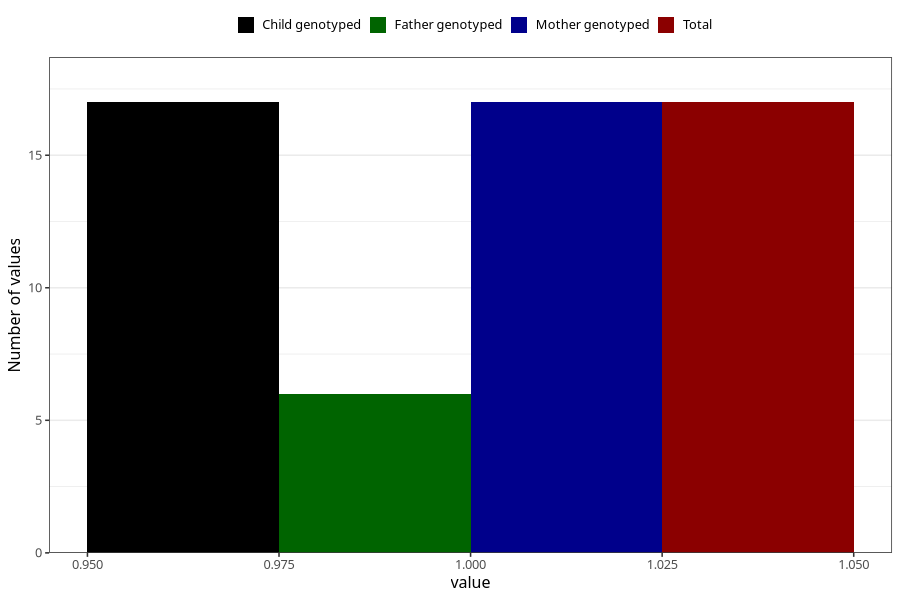 Child genotyped Father genotyped Mother genotyped Total
Number of values
15
10
5
0
0.950 0.975 1.000 1.025 1.050
value